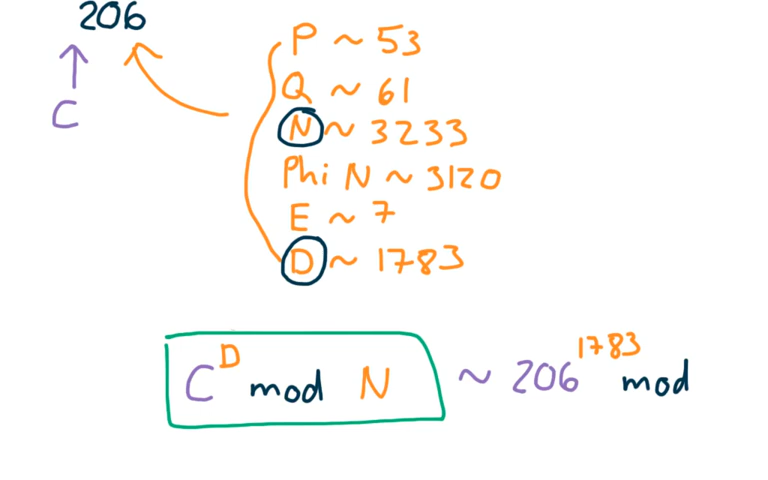 206
C
P ~ 53
Q ~ 61
N ~ 3233
Phi N ~ 3120
E ~ 7
D ~ 1783
C^D mod N ~ 206^1783 mod